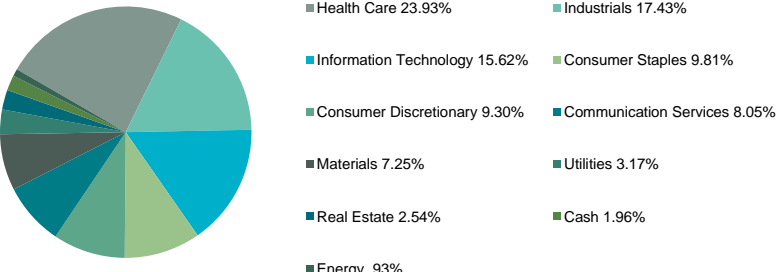 Health Care 23.93%
Industrials 17.43%
Information Technology 15.62%
Consumer Staples 9.81%
Consumer Discretionary 9.30%
Communication Services 8.05%
Materials 7.25%
Utilities 3.17%
Real Estate 2.54%
Cash 1.96%
Energy .93%